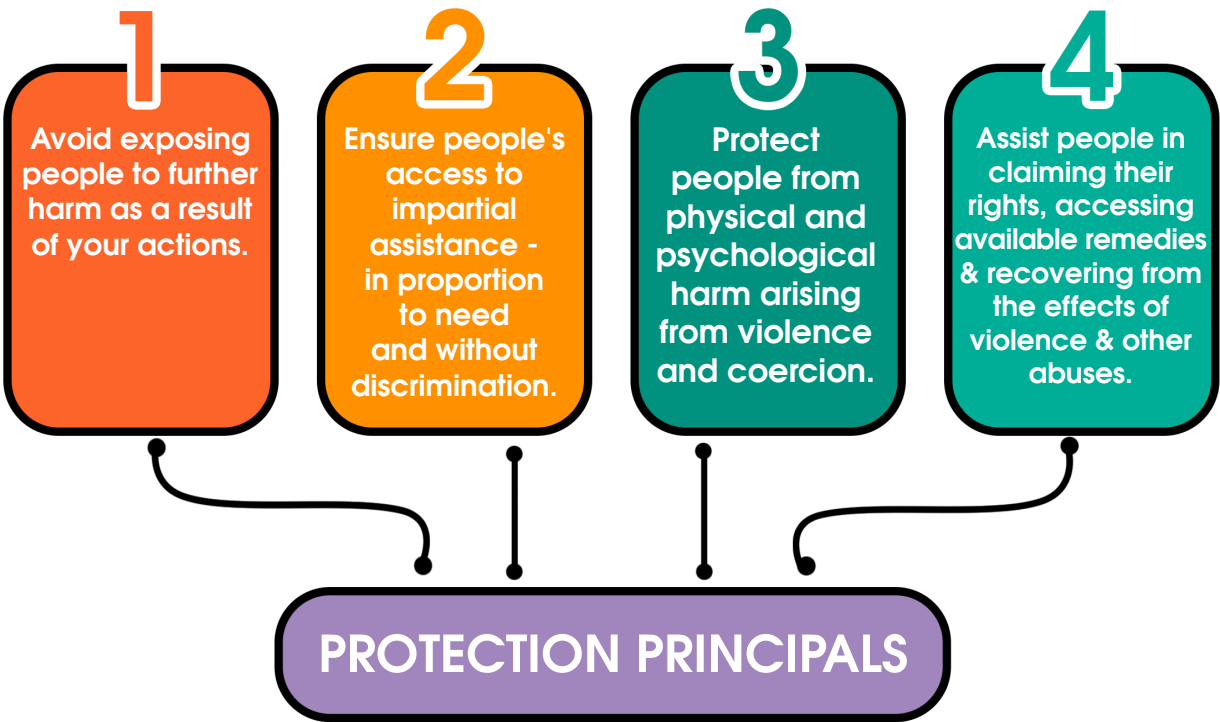 1
Avoid exposing
people to further
harm as a result
of your actions.
2
Ensure people's
access to
impartial
assistance -
in proportion
to need
and without
discrimination.
3
Protect
people from
physical and
psychological
harm arising
from violence
and coercion.
4
Assist people in
claiming their
rights, accessing
available remedies
& recovering from
the effects of
violence & other
abuses.
PROTECTION PRINCIPALS